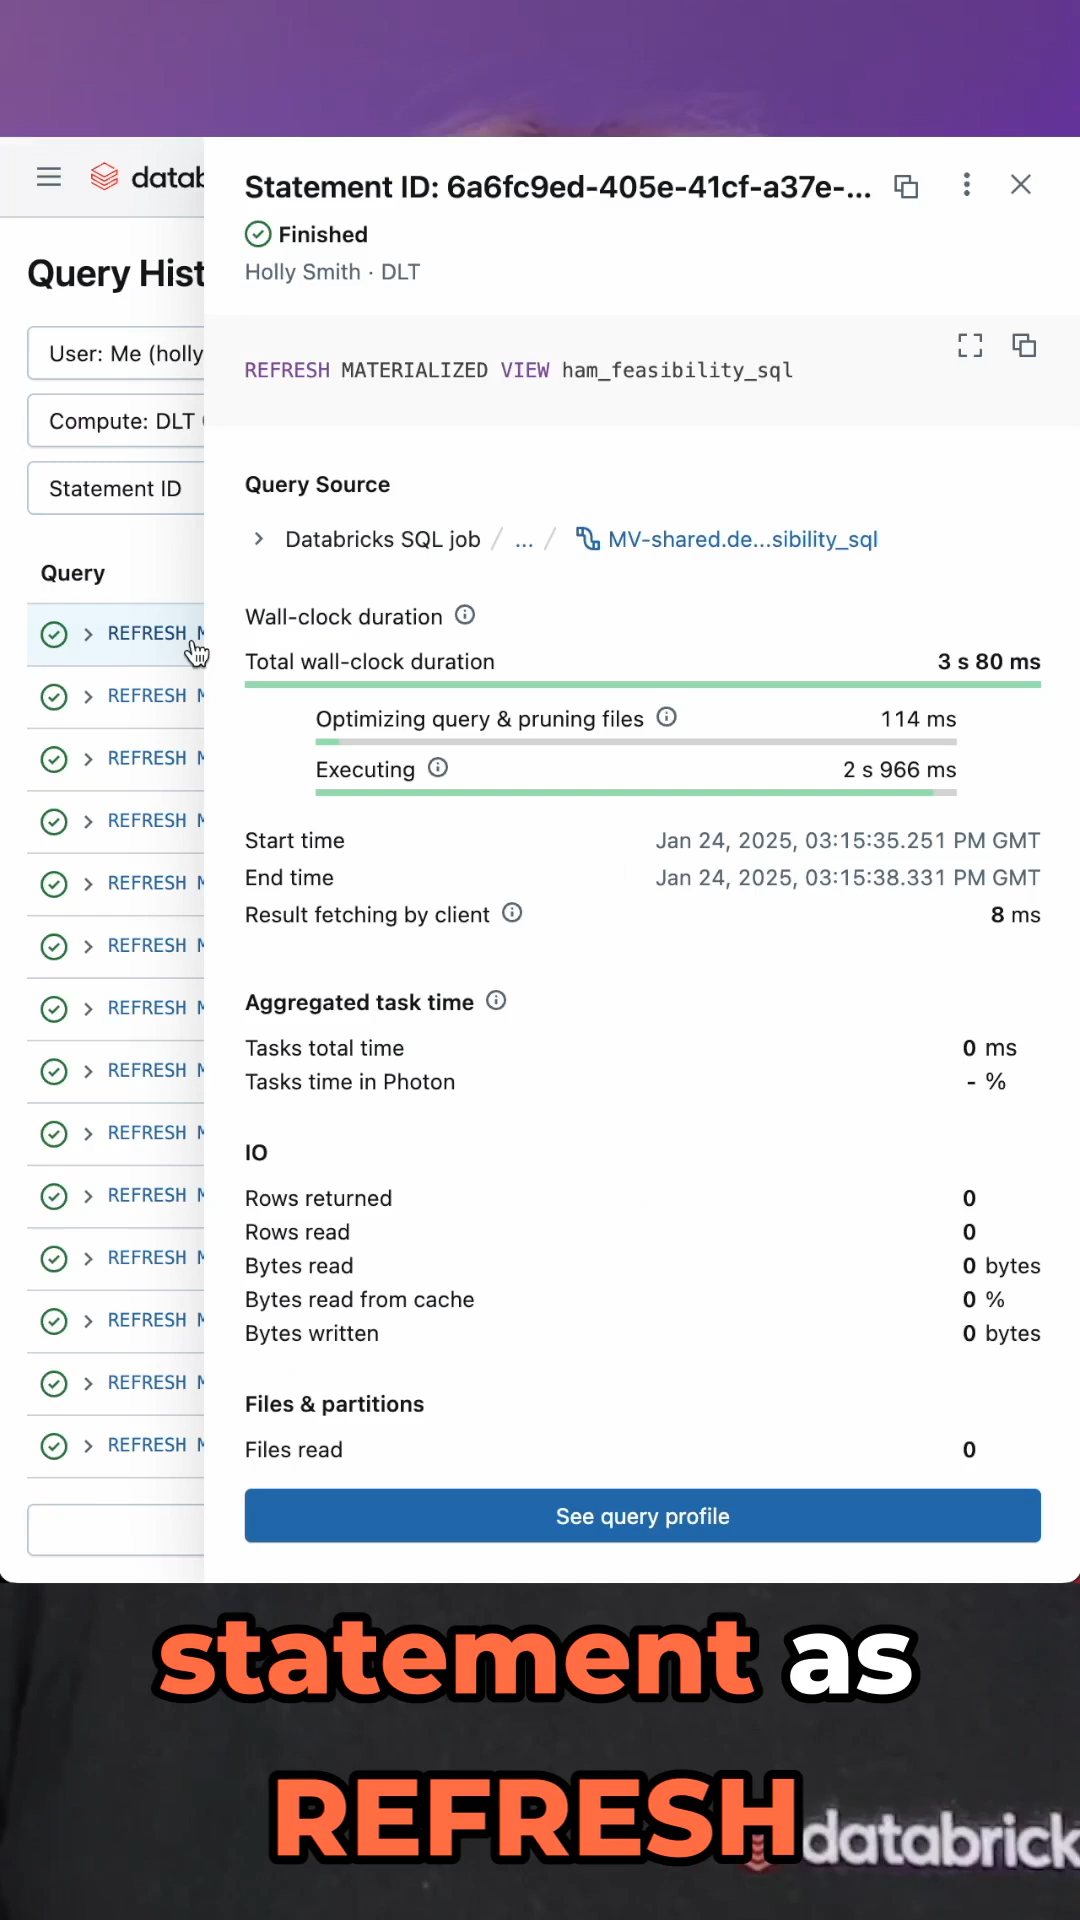 datab
Query Hist
User: Me (holly
Compute: DLT
Statement ID
Query
REFRESH M
REFRESH M
REFRESH M
REFRESH M
REFRESH M
REFRESH M
REFRESH M
REFRESH M
REFRESH M
REFRESH M
REFRESH M
REFRESH M
REFRESH M
REFRESH M
Statement ID: 6a6fc9ed-405e-41cf-a37e-...
Finished
Holly Smith · DLT
REFRESH MATERIALIZED VIEW ham_feasibility_sql
Query Source
Databricks SQL job / ... / MV-shared.de...sibility_sql
Wall-clock duration
Total wall-clock duration 3 s 80 ms
Optimizing query & pruning files 114 ms
Executing 2 s 966 ms
Start time Jan 24, 2025, 03:15:35.251 PM GMT
End time Jan 24, 2025, 03:15:38.331 PM GMT
Result fetching by client 8 ms
Aggregated task time
Tasks total time 0 ms
Tasks time in Photon - %
IO
Rows returned 0
Rows read 0
Bytes read 0 bytes
Bytes read from cache 0 %
Bytes written 0 bytes
Files & partitions
Files read 0
See query profile
statement as
REFRESH
databrick